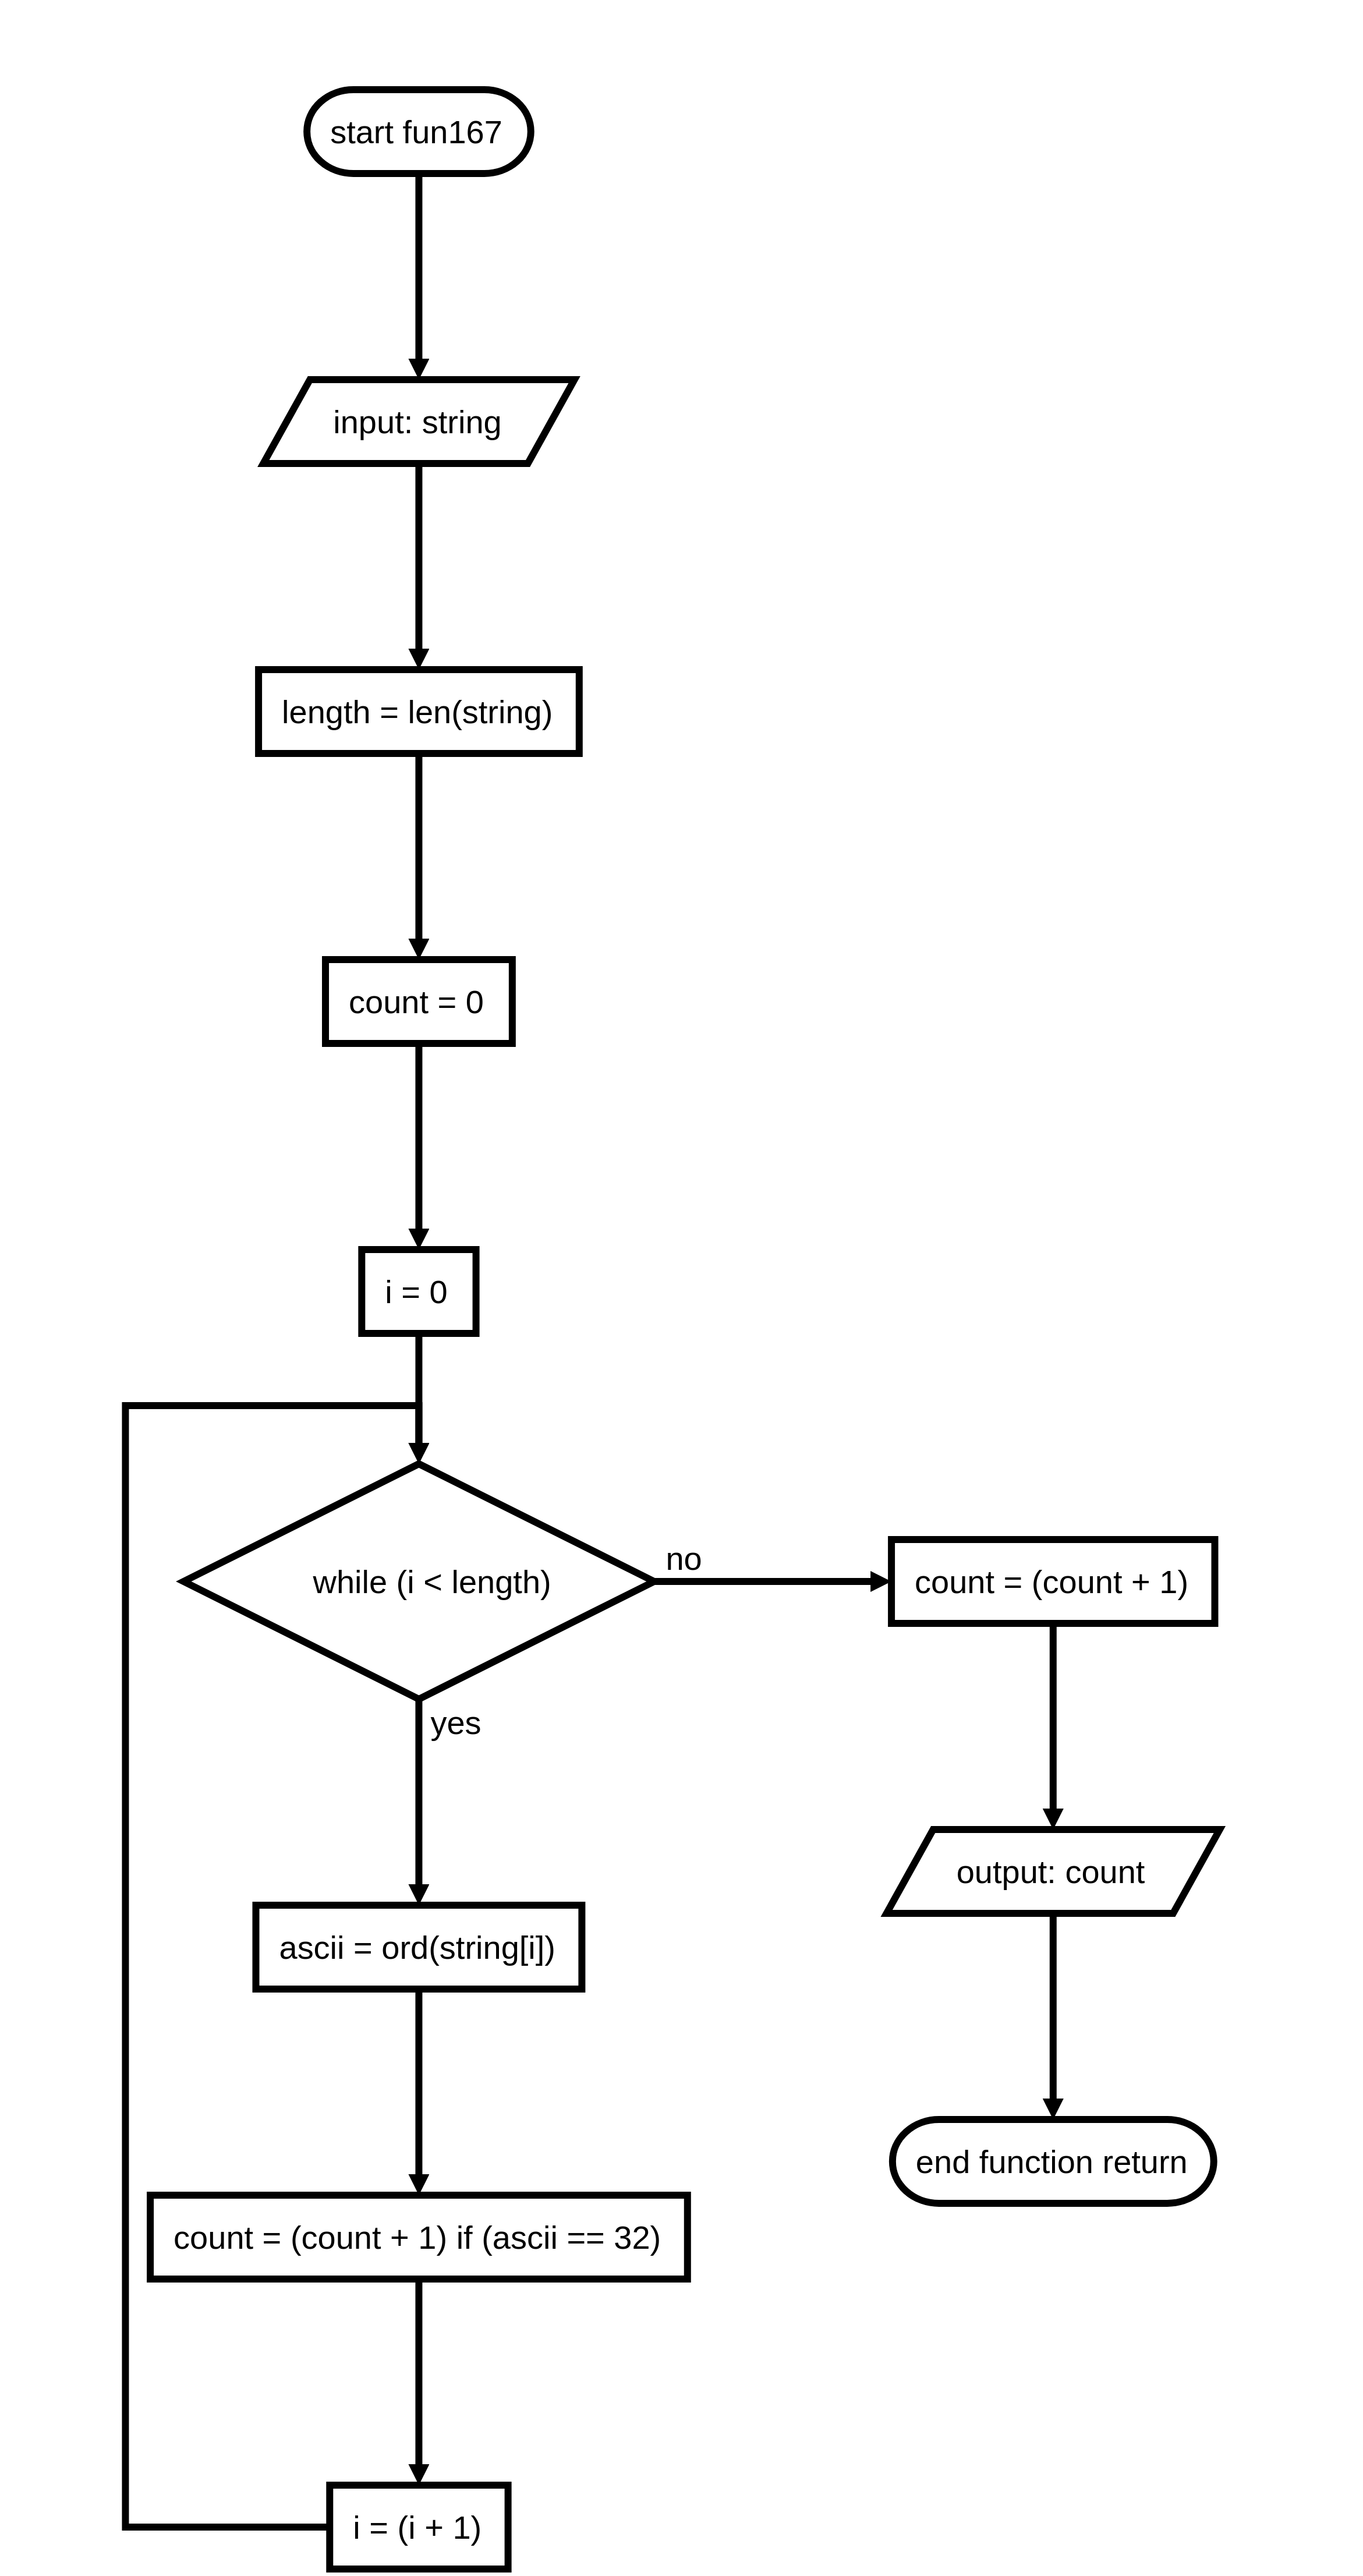 start fun167
input: string
length = len(string)
count = 0
i = 0
while (i < length)
no
count = (count + 1)
yes
output: count
ascii = ord(string[i])
end function return
count = (count + 1) if (ascii == 32)
i = (i + 1)